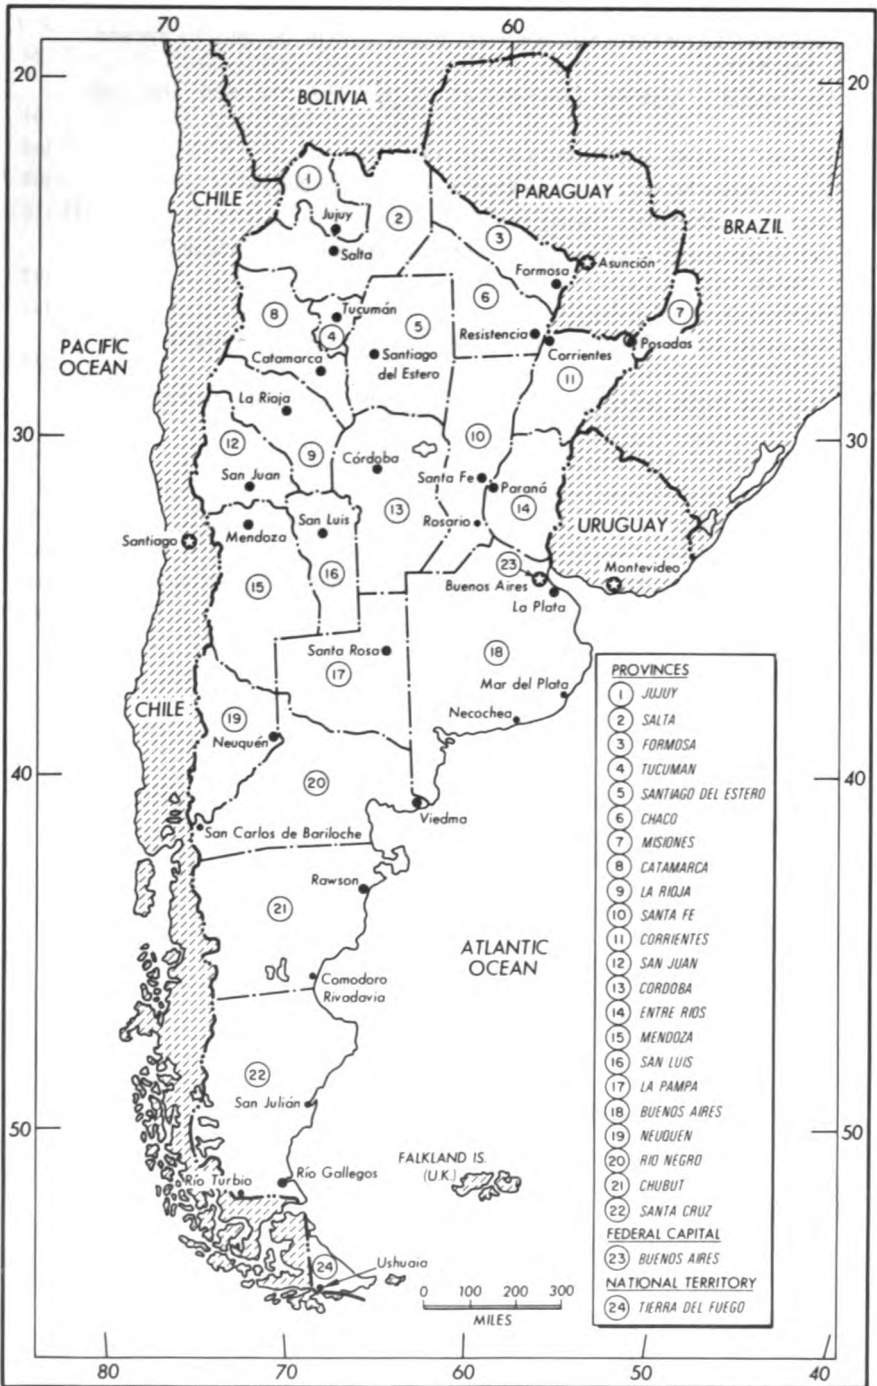 70
60
20
20
BOLIVIA
CHILE
PARAGUAY
BRAZIL
1
Jujuy
2
Salta
3
Formosa
Asunción
8
Tucumán
4
5
6
7
Catamarca
Santiago
del Estero
Resistencia
Corrientes
Posadas
PACIFIC
OCEAN
La Rioja
11
30
30
12
9
Córdoba
10
San Juan
Santa Fe
Paraná
San Luis
13
Rosario
14
URUGUAY
Santiago
Mendoza
Montevideo
15
16
23
Buenos Aires
La Plata
Santa Rosa
17
18
Mar del Plata
CHILE
19
Necochea
Neuquén
40
40
20
San Carlos de Bariloche
Viedma
Rawson
21
ATLANTIC
OCEAN
Comodoro
Rivadavia
22
San Julián
50
50
FALKLAND IS.
(U.K.)
Río Turbio
Río Gallegos
24
Ushuaia
0 100 200 300
MILES
80
70
60
50
40
PROVINCES
1 JUJUY
2 SALTA
3 FORMOSA
4 TUCUMAN
5 SANTIAGO DEL ESTERO
6 CHACO
7 MISIONES
8 CATAMARCA
9 LA RIOJA
10 SANTA FE
11 CORRIENTES
12 SAN JUAN
13 CORDOBA
14 ENTRE RIOS
15 MENDOZA
16 SAN LUIS
17 LA PAMPA
18 BUENOS AIRES
19 NEUQUEN
20 RIO NEGRO
21 CHUBUT
22 SANTA CRUZ
FEDERAL CAPITAL
23 BUENOS AIRES
NATIONAL TERRITORY
24 TIERRA DEL FUEGO